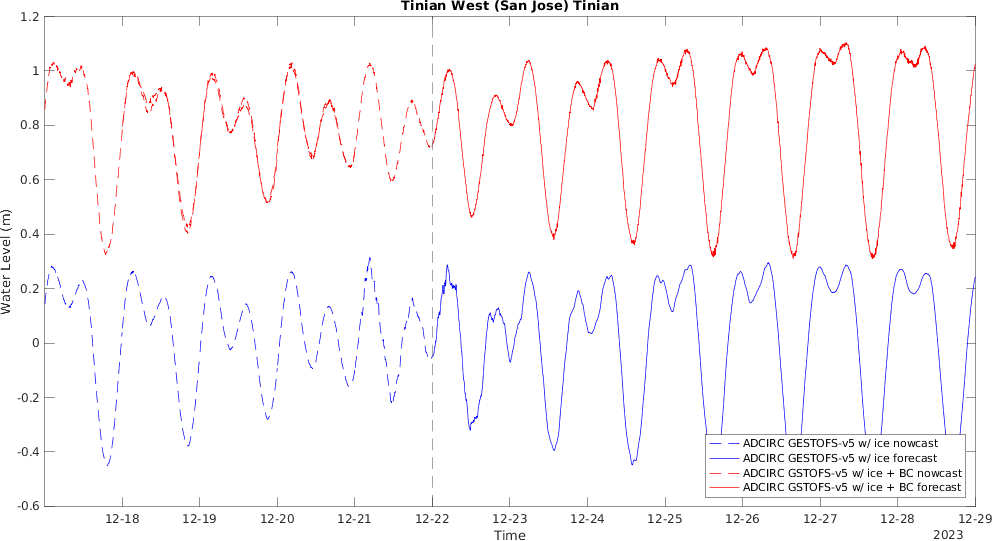 Tinian West (San Jose) Tinian
Water Level (m)
1.2
1
0.8
0.6
0.4
0.2
0
-0.2
-0.4
-0.6
ADCIRC GESTOFS-v5 w/ ice nowcast
ADCIRC GESTOFS-v5 w/ ice forecast
ADCIRC GSTOFS-v5 w/ ice + BC nowcast
ADCIRC GSTOFS-v5 w/ ice + BC forecast
12-18 12-19 12-20 12-21 12-22 12-23 12-24 12-25 12-26 12-27 12-28 12-29
Time
2023